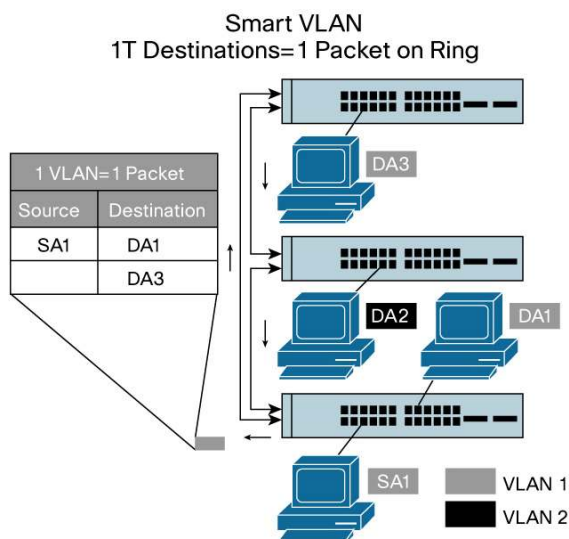 Smart VLAN
1T Destinations=1 Packet on Ring
DA3
1 VLAN=1 Packet
Source Destination
SA1 DA1
DA3
DA2 DA1
SA1
VLAN 1
VLAN 2